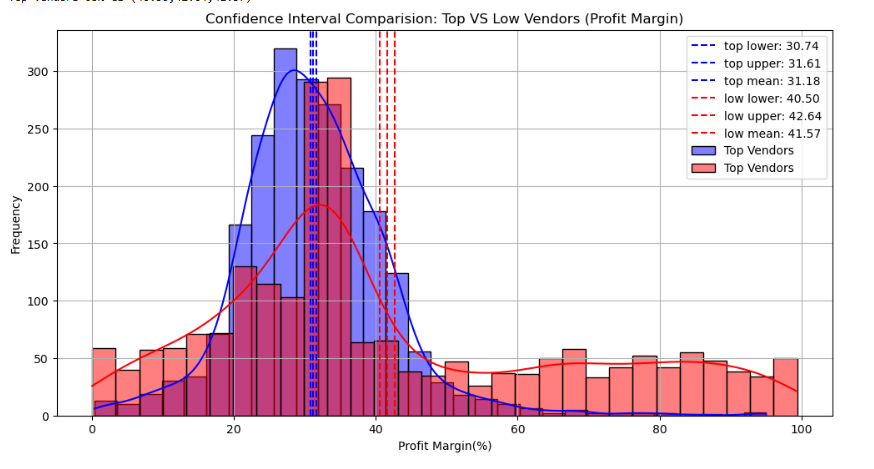 Confidence Interval Comparision: Top VS Low Vendors (Profit Margin)
top lower: 30.74
top upper: 31.61
top mean: 31.18
low lower: 40.50
low upper: 42.64
low mean: 41.57
Top Vendors
Top Vendors
Frequency
300
250
200
150
100
50
0
0 20 40 60 80 100
Profit Margin(%)